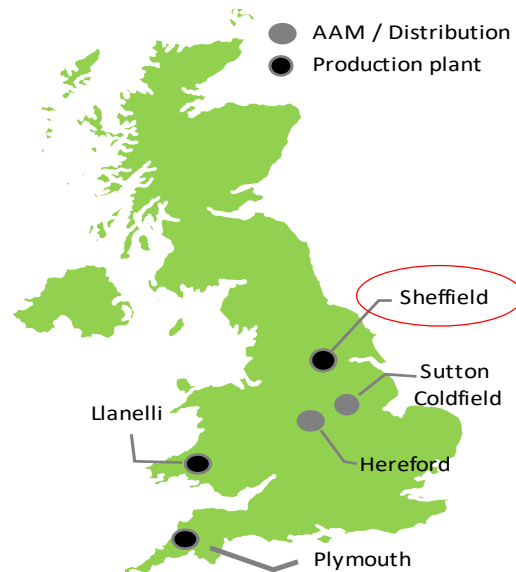 AAM / Distribution
Production plant
Sheffield
Sutton
Coldfield
Llanelli
Hereford
Plymouth